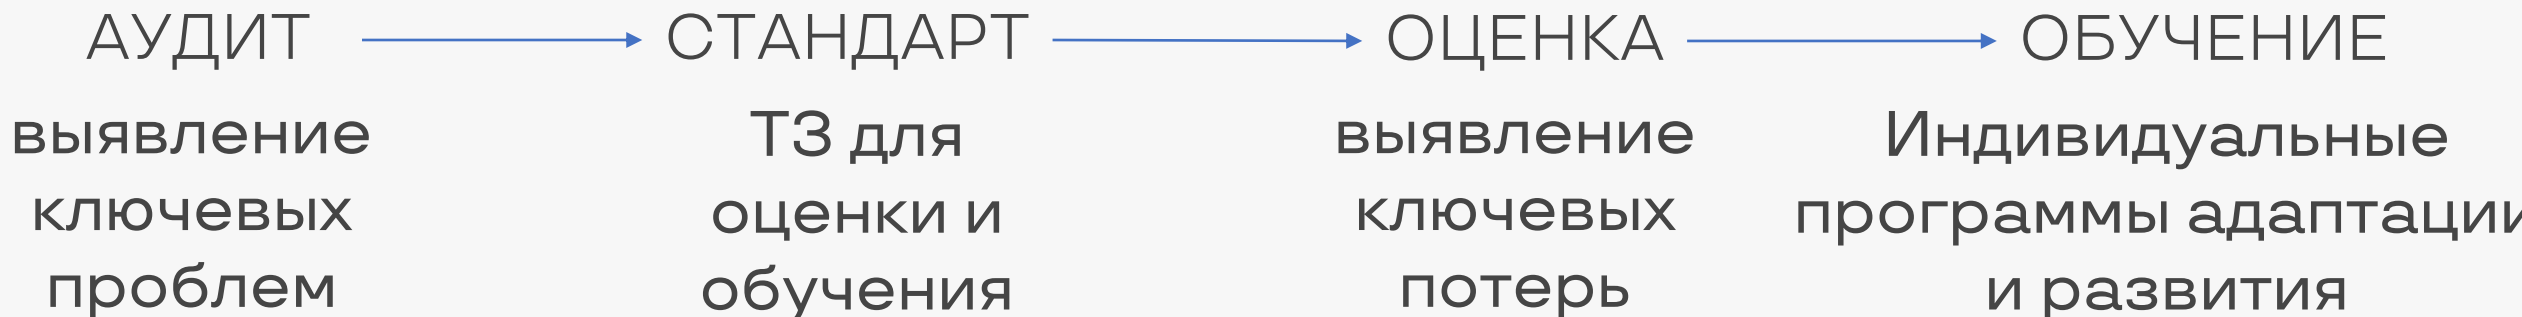 АУДИТ
выявление
ключевых
проблем
СТАНДАРТ
ТЗ для
оценки и
обучения
ОЦЕНКА
выявление
ключевых
потерь
ОБУЧЕНИЕ
Индивидуальные
программы адаптации
и развития